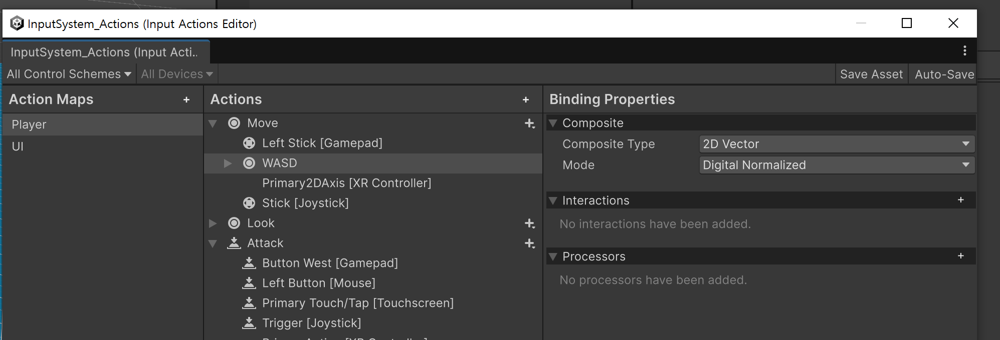 InputSystem_Actions (Input Actions Editor)
InputSystem_Actions (Input Acti..
All Control Schemes
All Devices
Save Asset
Auto-Save
Action Maps
+
Player
UI
Actions
+
Move
Left Stick [Gamepad]
WASD
Primary2DAxis [XR Controller]
Stick [Joystick]
Look
Attack
Button West [Gamepad]
Left Button [Mouse]
Primary Touch/Tap [Touchscreen]
Trigger [Joystick]
Binding Properties
Composite
Composite Type 2D Vector
Mode Digital Normalized
Interactions +
No interactions have been added.
Processors +
No processors have been added.